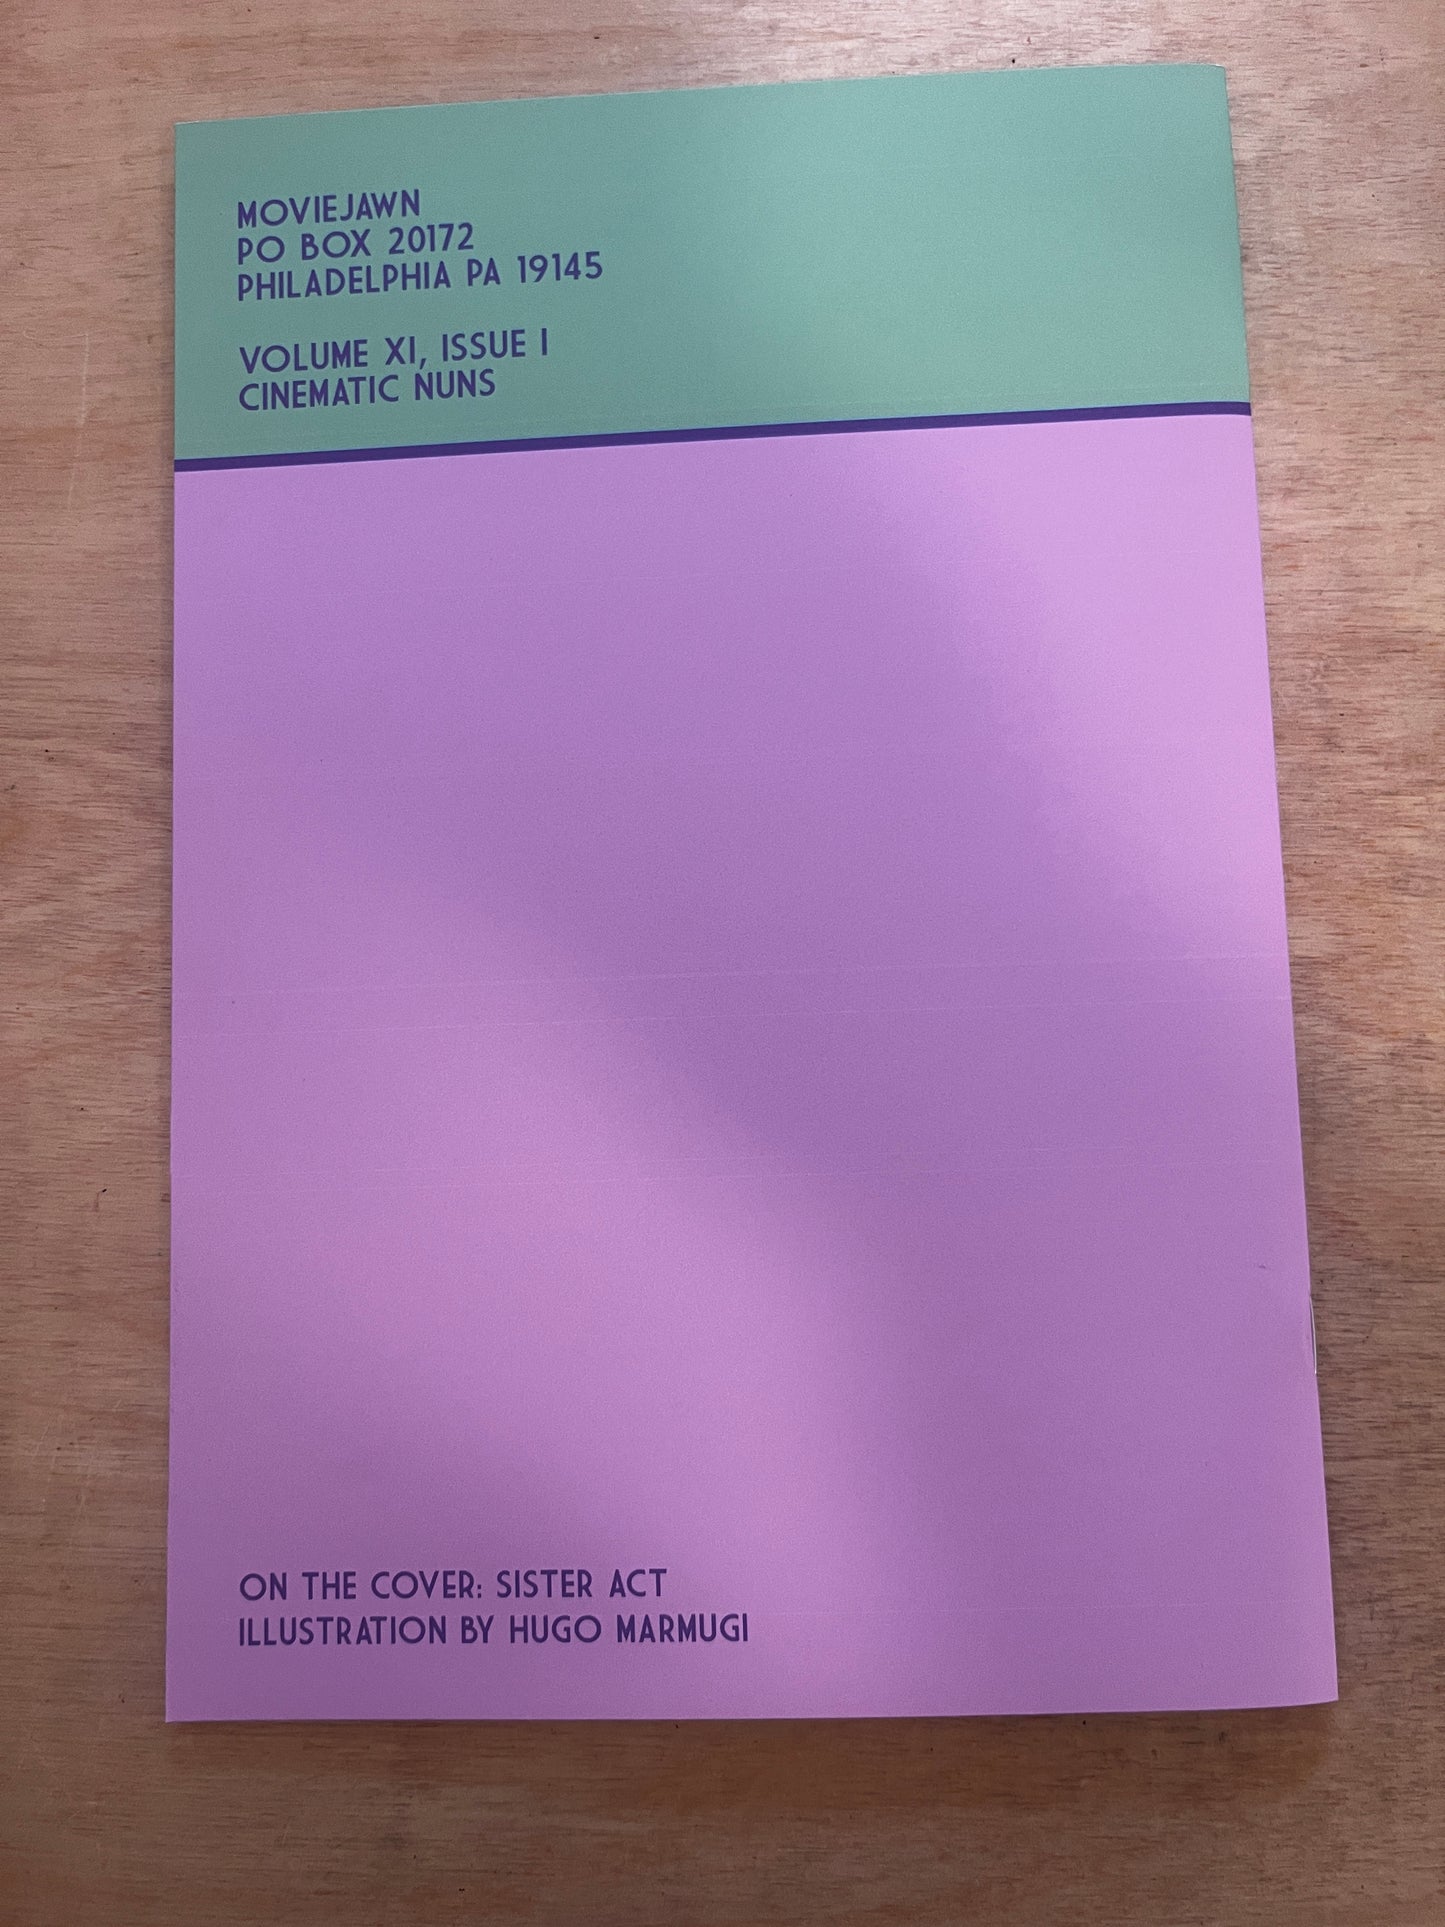 MOVIEJAWN
PO BOX 20172
PHILADELPHIA PA 19145
VOLUME XI, ISSUE I
CINEMATIC NUNS
ON THE COVER: SISTER ACT
ILLUSTRATION BY HUGO MARMUGI